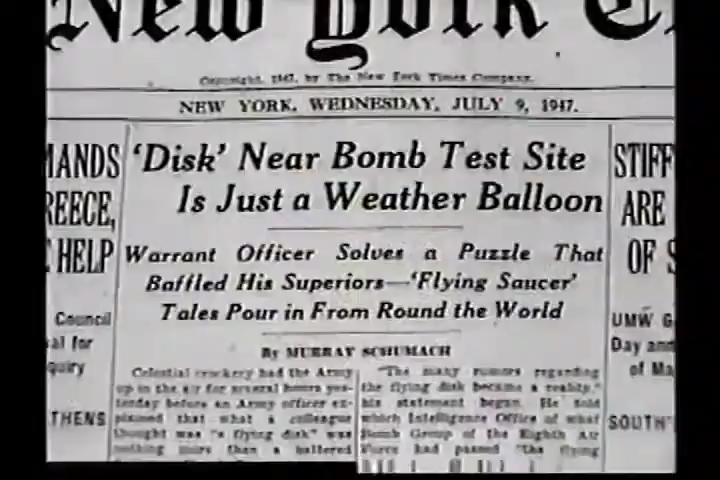 New York
Copyright, 1947, by The New York Times Company.
NEW YORK, WEDNESDAY, JULY 9, 1947.
'Disk' Near Bomb Test Site
Is Just a Weather Balloon
Warrant Officer Solves a Puzzle That
Baffled His Superiors—'Flying Saucer'
Tales Pour in From Round the World
By MURRAY SCHUMACH
Celestial crockery had the Army
up in the air for several hours yes-
terday before an Army officer ex-
plained that what a colleague
thought was "a flying disk" was
nothing more than a battered
"The many rumors regarding
the flying disk became a reality,"
his statement began. He told
which Intelligence Office of what
Bomb Group of the Eighth Air
Force had passed "the flying
MANDS
REECE,
HELP
Council
al for
quiry
THENS
STIFF
ARE
OF S
UMW G
Day and
of Ma
SOUTH